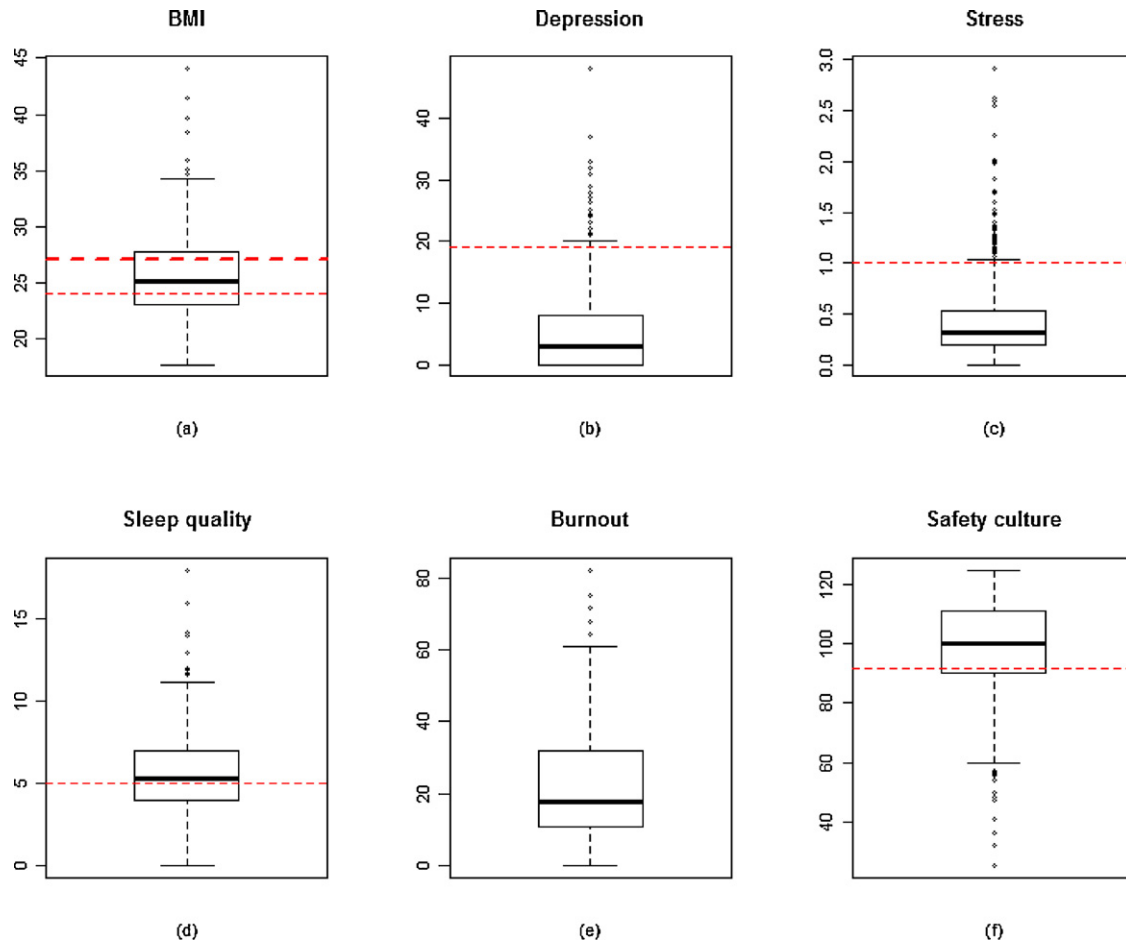 BMI Depression Stress
45 40 35 30 25 20
40 30 20 10 0
3.0 2.5 2.0 1.5 1.0 0.5 0.0
(a) (b) (c)
Sleep quality Burnout Safety culture
15 10 5 0
80 60 40 20 0
120 100 80 60 40
(d) (e) (f)